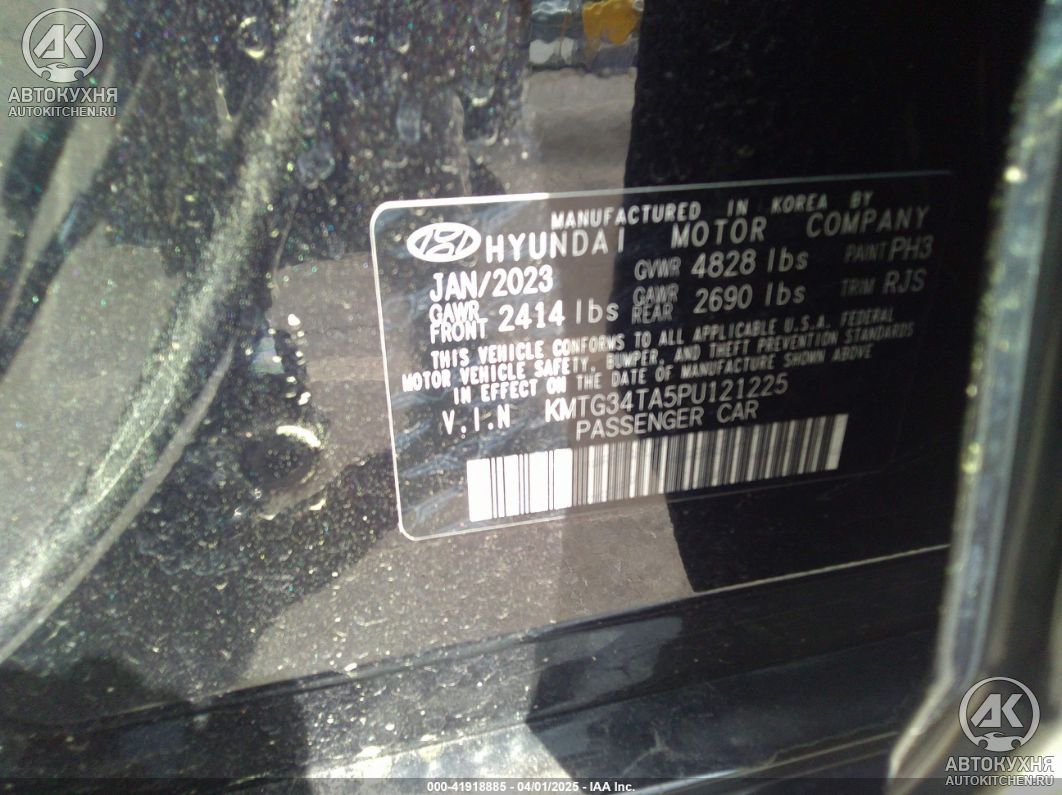 АК
АВТОКУХНЯ
AUTOKITCHEN.RU
MANUFACTURED IN KOREA BY
HYUNDAI MOTOR COMPANY
JAN/2023 GVWR 4828 lbs PAINT PH3
GAWR FRONT 2414 lbs GAWR REAR 2690 lbs TRIM RJS
THIS VEHICLE CONFORMS TO ALL APPLICABLE U.S.A. FEDERAL
MOTOR VEHICLE SAFETY, BUMPER, AND THEFT PREVENTION STANDARDS
IN EFFECT ON THE DATE OF MANUFACTURE SHOWN ABOVE
V.I.N KMTG34TA5PU121225
PASSENGER CAR
АК
АВТОКУХНЯ
AUTOKITCHEN.RU
000-41918885 - 04/01/2025 - IAA Inc.